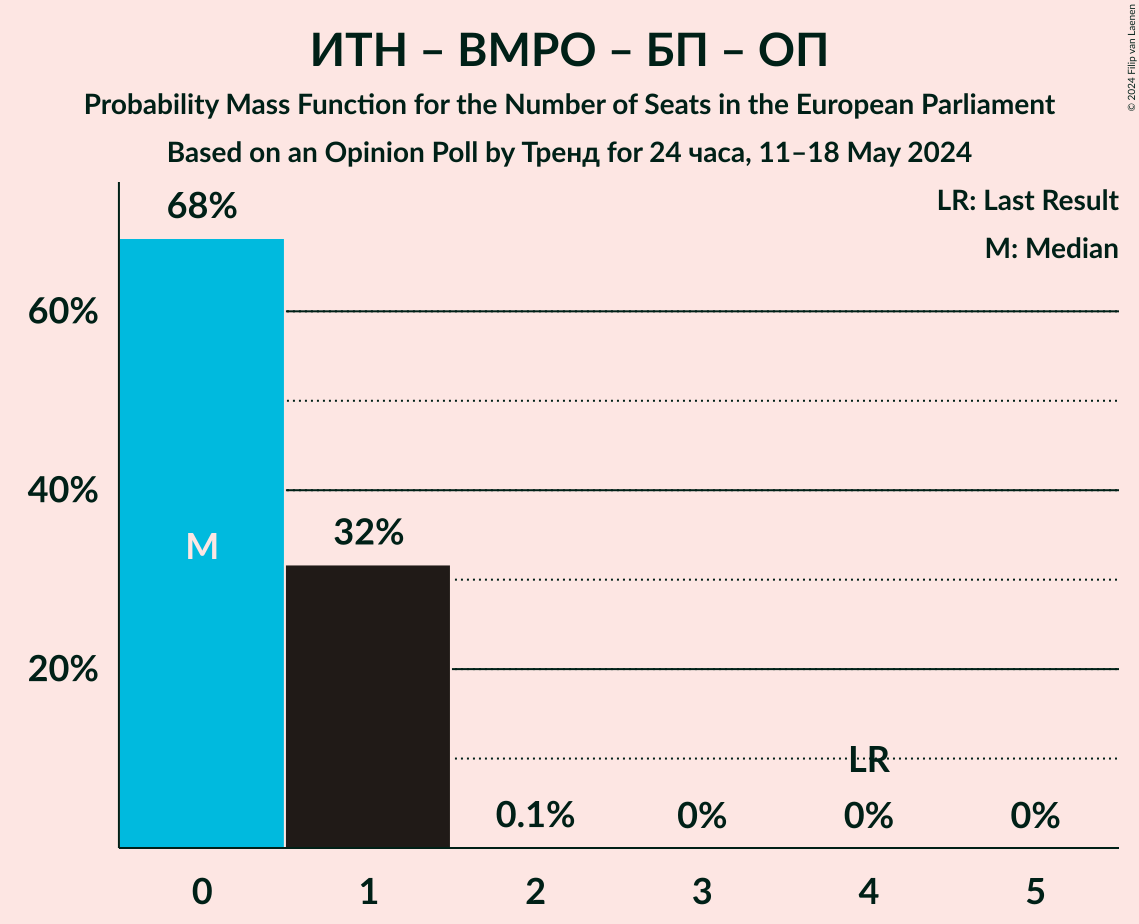 ИТН – ВМРО – БП – ОП
Probability Mass Function for the Number of Seats in the European Parliament
Based on an Opinion Poll by Тренд for 24 часа, 11–18 May 2024
© 2024 Filip van Laenen
LR: Last Result
M: Median
68%
60%
40%
M
32%
20%
LR
0.1%
0%
0%
0%
0
1
2
3
4
5